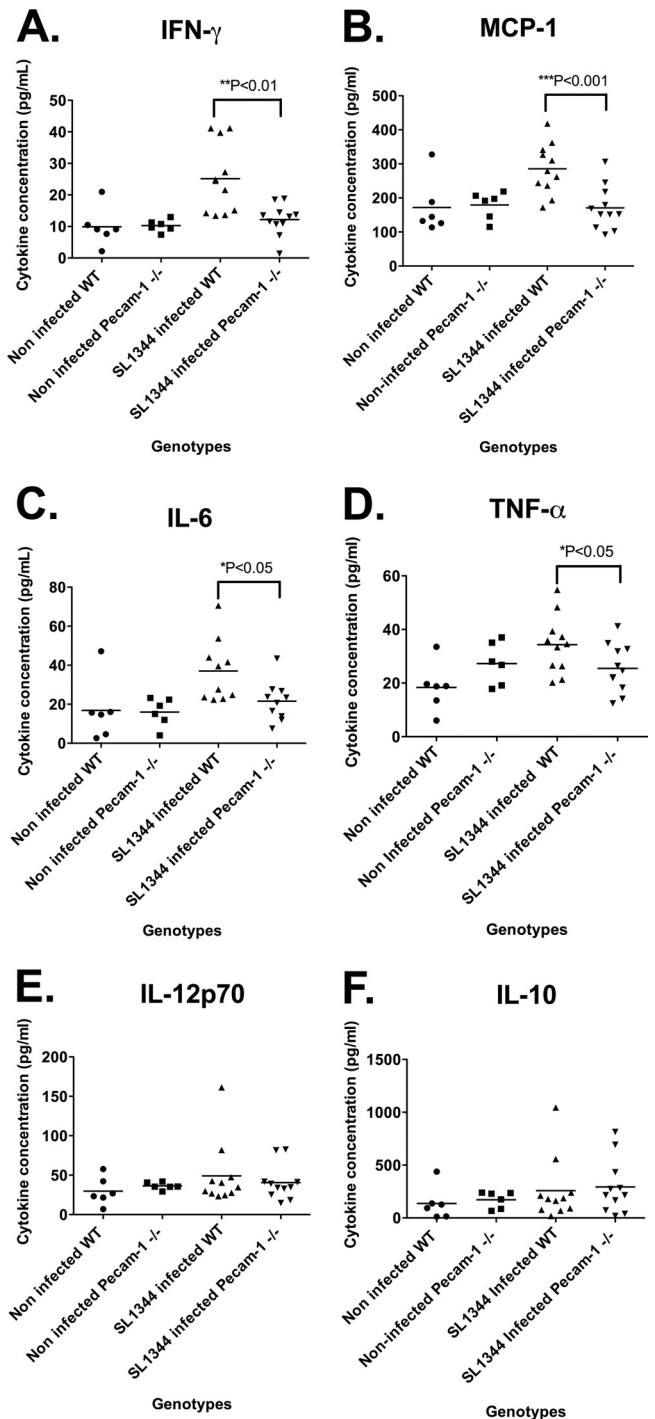 A.
IFN-γ
**P<0.01
Cytokine concentration (pg/mL)
50
40
30
20
10
0
Non infected WT
Non infected Pecam-1 -/-
SL1344 infected WT
SL1344 infected Pecam-1 -/-
Genotypes
B.
MCP-1
***P<0.001
Cytokine concentration (pg/ml)
500
400
300
200
100
0
Non infected WT
Non-infected Pecam-1 -/-
SL1344 infected WT
SL1344 infected Pecam-1 -/-
Genotypes
C.
IL-6
*P<0.05
Cytokine concentration (pg/mL)
80
60
40
20
0
Non infected WT
Non infected Pecam-1 -/-
SL1344 infected WT
SL1344 infected Pecam-1 -/-
Genotypes
D.
TNF-α
*P<0.05
Cytokine concentration (pg/ml)
60
40
20
0
Non infected WT
Non Infected Pecam-1 -/-
SL1344 infected WT
SL1344 infected Pecam-1 -/-
Genotypes
E.
IL-12p70
Cytokine concentration (pg/ml)
200
150
100
50
0
Non infected WT
Non infected Pecam-1 -/-
SL1344 infected WT
SL1344 infected Pecam-1 -/-
Genotypes
F.
IL-10
Cytokine concentration (pg/ml)
1500
1000
500
0
Non infected WT
Non-infected Pecam-1 -/-
SL1344 infected WT
SL1344 Infected Pecam-1 -/-
Genotypes